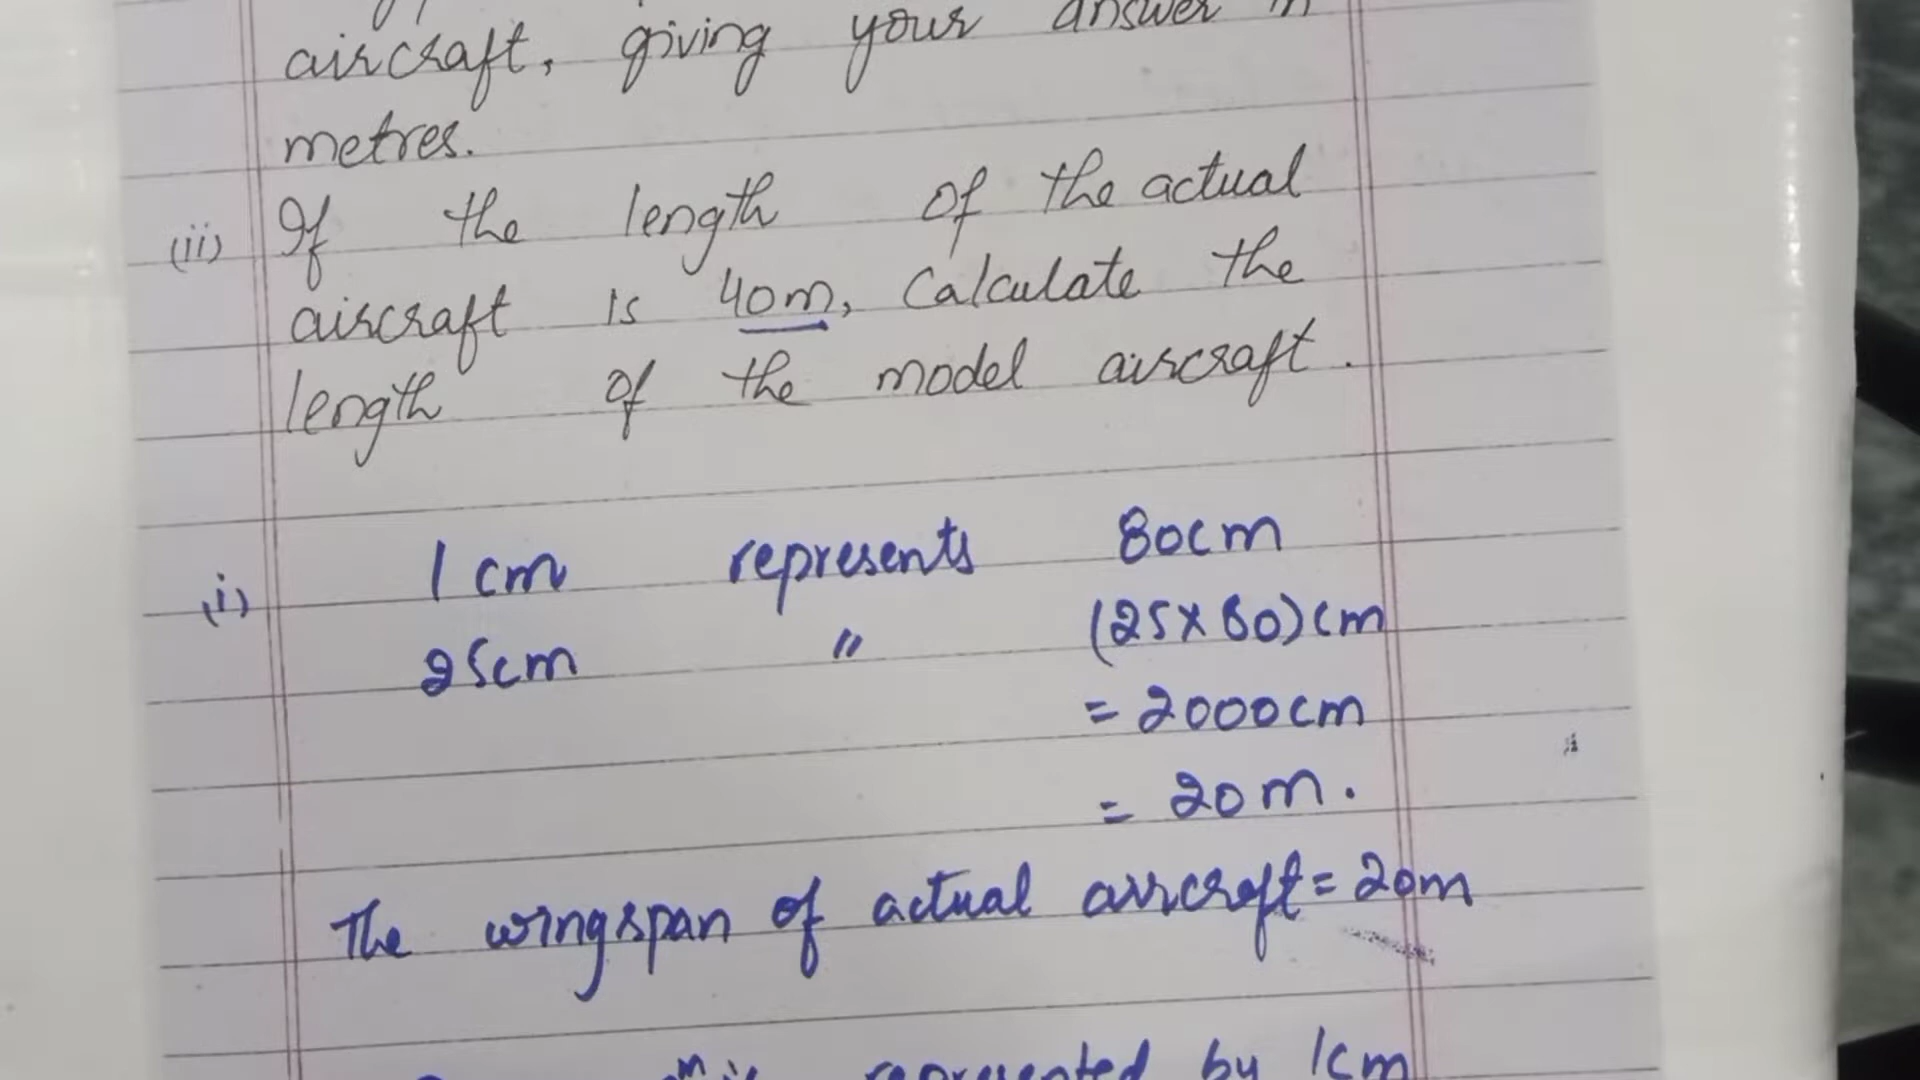 aircraft, giving your answer in
metres.
(ii) If the length of the actual
aircraft is 40m, Calculate the
length of the model aircraft.
(i) 1 cm represents 80cm
25cm " (25×80)cm
= 2000cm
= 20m.
The wingspan of actual aircraft = 20m
represented by 1cm